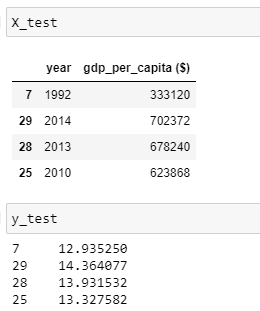 X_test
year gdp_per_capita ($)
7 1992 333120
29 2014 702372
28 2013 678240
25 2010 623868
y_test
7 12.935250
29 14.364077
28 13.931532
25 13.327582